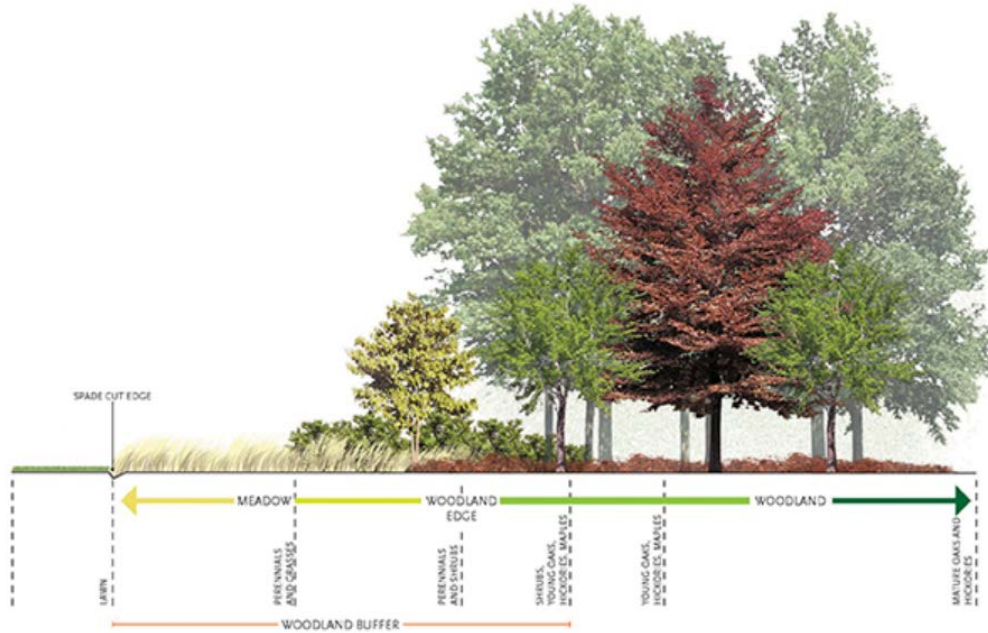 SPADE CUT EDGE
MEADOW
WOODLAND
EDGE
WOODLAND
LAWN
PERENNIALS
AND GRASSES
PERENNIALS
AND SHRUBS
SHRUBS,
YOUNG OAKS,
HICKORIES, MAPLES
YOUNG OAKS,
HICKORIES, MAPLES
MATURE OAKS AND
HICKORIES
WOODLAND BUFFER